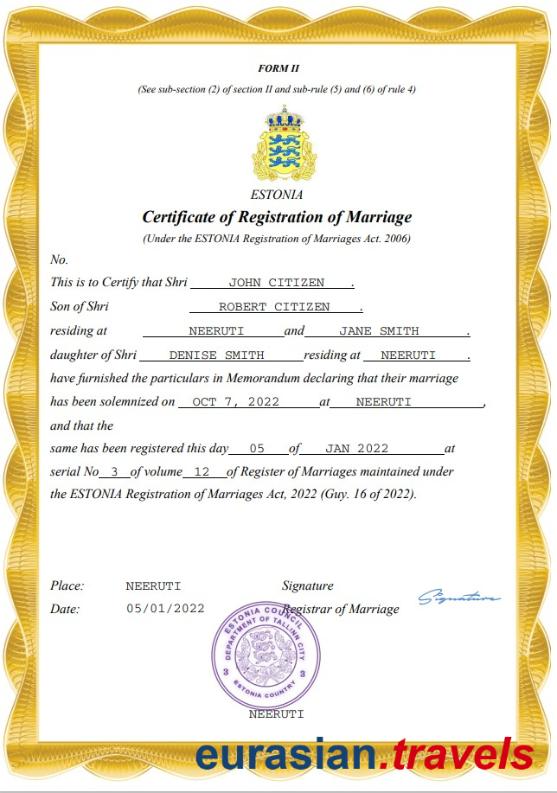 FORM II
(See sub-section (2) of section II and sub-rule (5) and (6) of rule 4)
ESTONIA
Certificate of Registration of Marriage
(Under the ESTONIA Registration of Marriages Act. 2006)
No.
This is to Certify that Shri JOHN CITIZEN .
Son of Shri ROBERT CITIZEN .
residing at NEERUTI and JANE SMITH .
daughter of Shri DENISE SMITH residing at NEERUTI .
have furnished the particulars in Memorandum declaring that their marriage
has been solemnized on OCT 7, 2022 at NEERUTI ,
and that the
same has been registered this day 05 of JAN 2022 at
serial No 3 of volume 12 of Register of Marriages maintained under
the ESTONIA Registration of Marriages Act, 2022 (Guy. 16 of 2022).
Place: NEERUTI Signature
Signature
Date: 05/01/2022 Registrar of Marriage
ESTONIA COUNCIL
DEPARTMENT OF TALLINN CITY
3 3
ESTONIA COUNTRY
NEERUTI
eurasian.travels